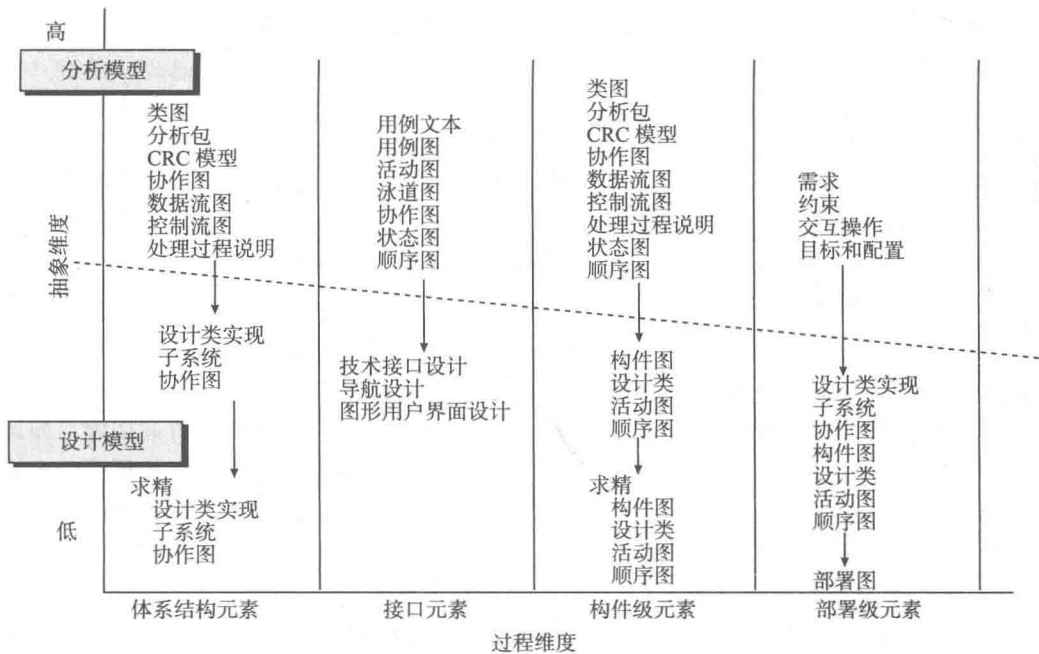 高
分析模型
类图
分析包
CRC 模型
协作图
数据流图
控制流图
处理过程说明
用例文本
用例图
活动图
泳道图
协作图
状态图
顺序图
类图
分析包
CRC 模型
协作图
数据流图
控制流图
处理过程说明
状态图
顺序图
需求
约束
交互操作
目标和配置
抽象维度
设计类实现
子系统
协作图
技术接口设计
导航设计
图形用户界面设计
构件图
设计类
活动图
顺序图
设计类实现
子系统
协作图
构件图
设计类
活动图
顺序图
设计模型
低
求精
设计类实现
子系统
协作图
求精
构件图
设计类
活动图
顺序图
部署图
体系结构元素
接口元素
构件级元素
部署级元素
过程维度